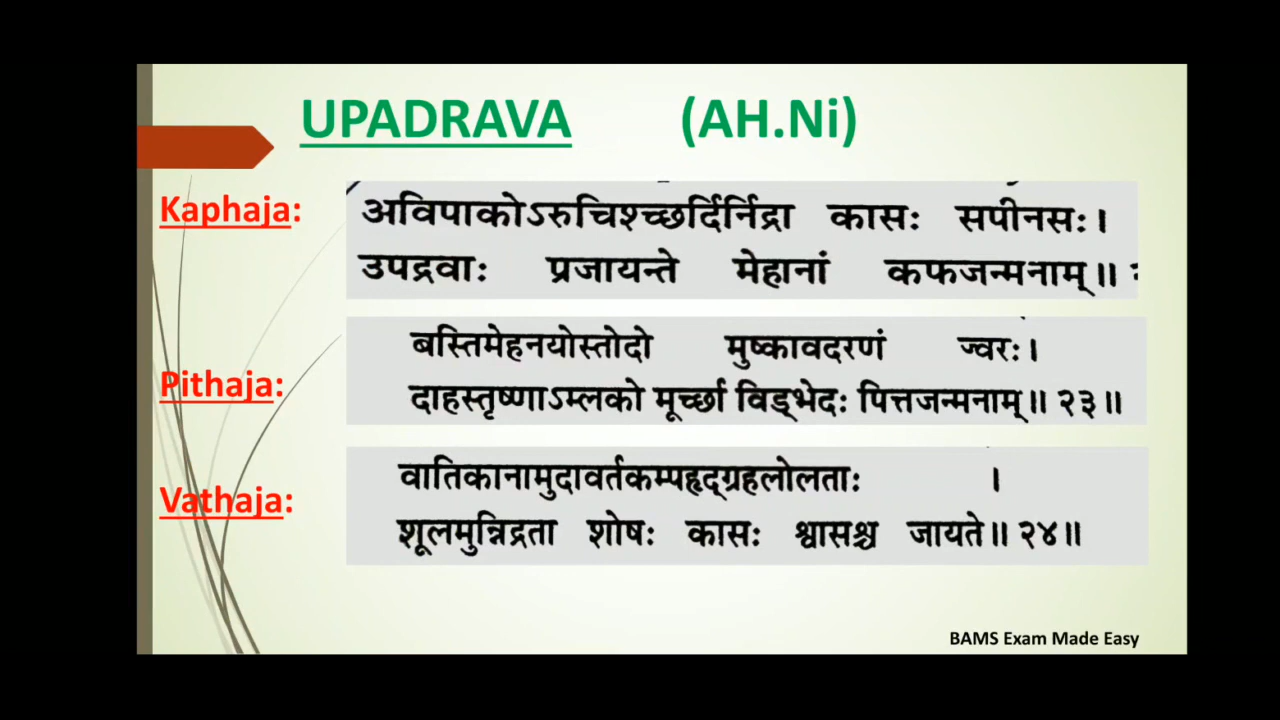 UPADRAVA (AH.Ni)
Kaphaja:
अविपाकोऽरुचिश्च्छर्दिर्निद्रा कासः सपीनसः।
उपद्रवाः प्रजायन्ते मेहानां कफजन्मनाम्॥
Pithaja:
बस्तिमेहनयोस्तोदो मुष्कावदरणं ज्वरः।
दाहस्तृष्णाऽम्लको मूर्च्छा विड्भेदः पित्तजन्मनाम्॥ २३॥
Vathaja:
वातिकानामुदावर्तकम्पहृद्ग्रहलोलताः ।
शूलमुन्निद्रता शोषः कासः श्वासश्च जायते॥ २४॥
BAMS Exam Made Easy